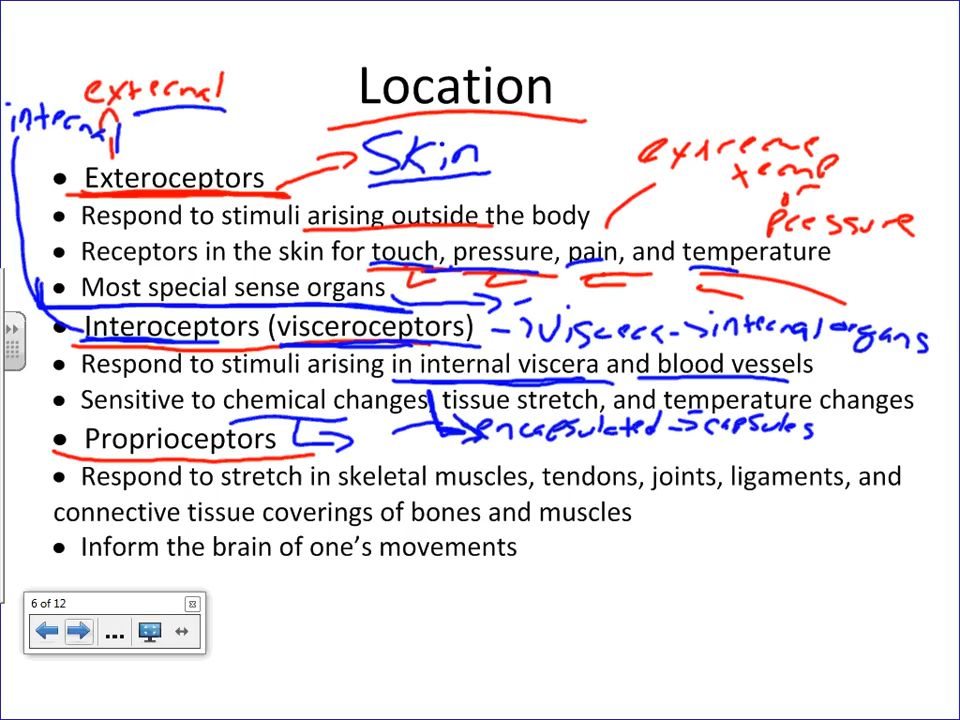 Location
external
internal
Skin
extreme
temp
or
pressure
• Exteroceptors
• Respond to stimuli arising outside the body
• Receptors in the skin for touch, pressure, pain, and temperature
• Most special sense organs
• Interoceptors (visceroceptors) → viscera → internal organs
• Respond to stimuli arising in internal viscera and blood vessels
• Sensitive to chemical changes, tissue stretch, and temperature changes
encapsulated → capsules
• Proprioceptors
• Respond to stretch in skeletal muscles, tendons, joints, ligaments, and
connective tissue coverings of bones and muscles
• Inform the brain of one's movements
6 of 12